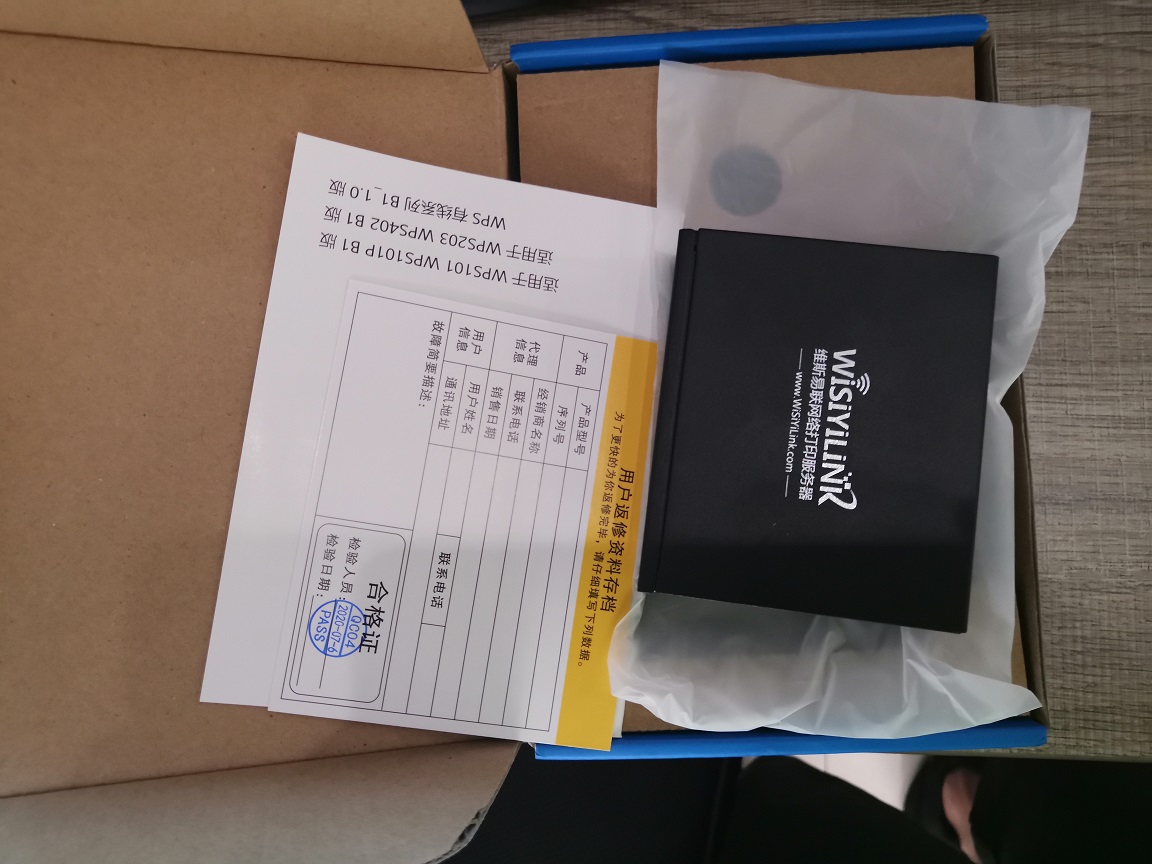 WiSiYiLiNK
维斯易联网络打印服务器
www.WiSiYiLink.com
用户返修资料存档
为了更快的为你返修完毕，请仔细填写下列数据。
产品
产品型号
序列号
代理信息
经销商名称
联系电话
销售日期
用户信息
用户姓名
通讯地址
联系电话
故障简要描述：
合格证
检验人员：
检验日期：
QC04
2020-07-6
PASS
适用于 WPS101 WPS101P B1 版
适用于 WPS203 WPS402 B1 版
WPS 有线系列 B1_1.0 版